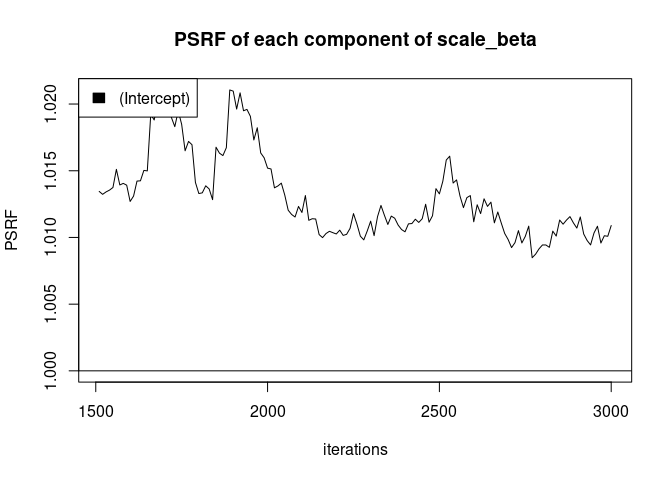 PSRF of each component of scale_beta
(Intercept)
PSRF
1.020
1.015
1.010
1.005
1.000
1500 2000 2500 3000
iterations